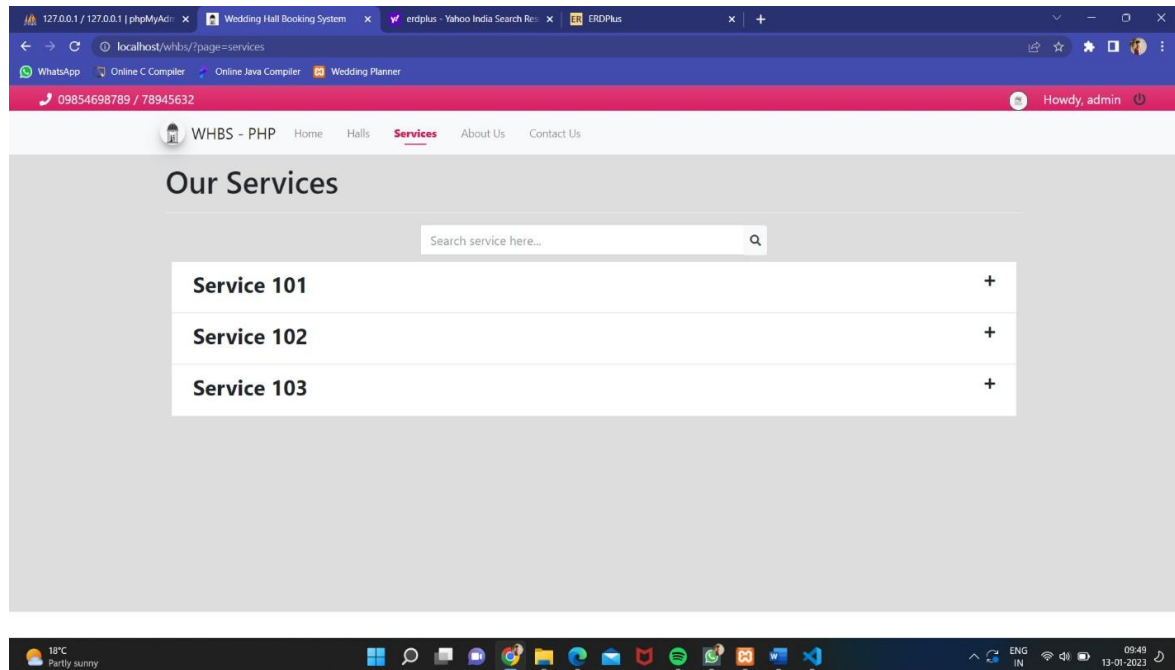 127.0.0.1 / 127.0.0.1 | phpMyAdm
Wedding Hall Booking System
erdplus - Yahoo India Search Res
ER ERDPlus
localhost/whbs/?page=services
WhatsApp Online C Compiler Online Java Compiler Wedding Planner
09854698789 / 78945632 Howdy, admin
WHBS - PHP Home Halls Services About Us Contact Us
Our Services
Search service here...
Service 101 +
Service 102 +
Service 103 +
18°C
Partly sunny
ENG
IN
09:49
13-01-2023